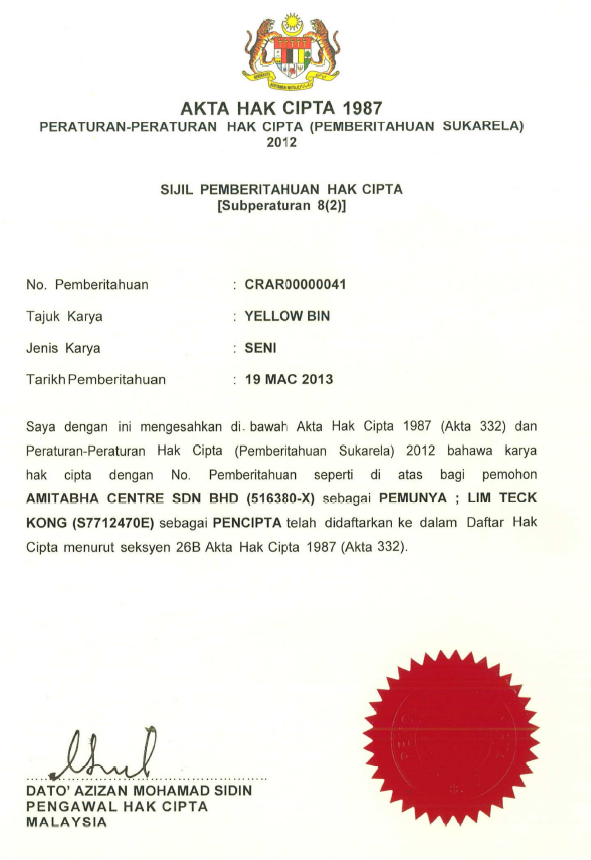 AKTA HAK CIPTA 1987
PERATURAN-PERATURAN HAK CIPTA (PEMBERITAHUAN SUKARELA)
2012
SIJIL PEMBERITAHUAN HAK CIPTA
[Subperaturan 8(2)]
No. Pemberitahuan : CRAR00000041
Tajuk Karya : YELLOW BIN
Jenis Karya : SENI
Tarikh Pemberitahuan : 19 MAC 2013
Saya dengan ini mengesahkan di bawah Akta Hak Cipta 1987 (Akta 332) dan
Peraturan-Peraturan Hak Cipta (Pemberitahuan Sukarela) 2012 bahawa karya
hak cipta dengan No. Pemberitahuan seperti di atas bagi pemohon
AMITABHA CENTRE SDN BHD (516380-X) sebagai PEMUNYA ; LIM TECK
KONG (S7712470E) sebagai PENCIPTA telah didaftarkan ke dalam Daftar Hak
Cipta menurut seksyen 26B Akta Hak Cipta 1987 (Akta 332).
DATO' AZIZAN MOHAMAD SIDIN
PENGAWAL HAK CIPTA
MALAYSIA